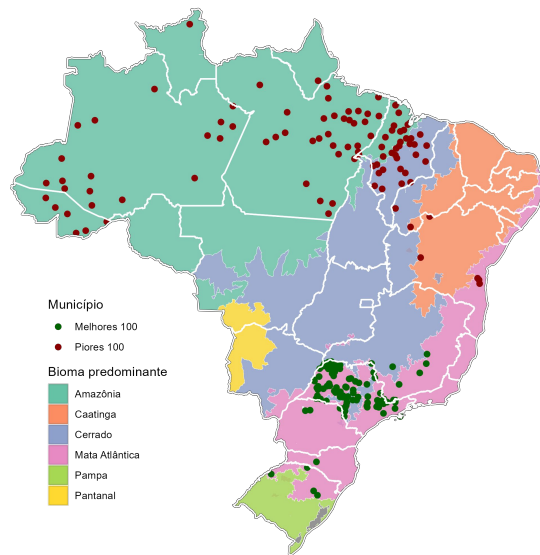 Município
Melhores 100
Piores 100
Bioma predominante
Amazônia
Caatinga
Cerrado
Mata Atlântica
Pampa
Pantanal